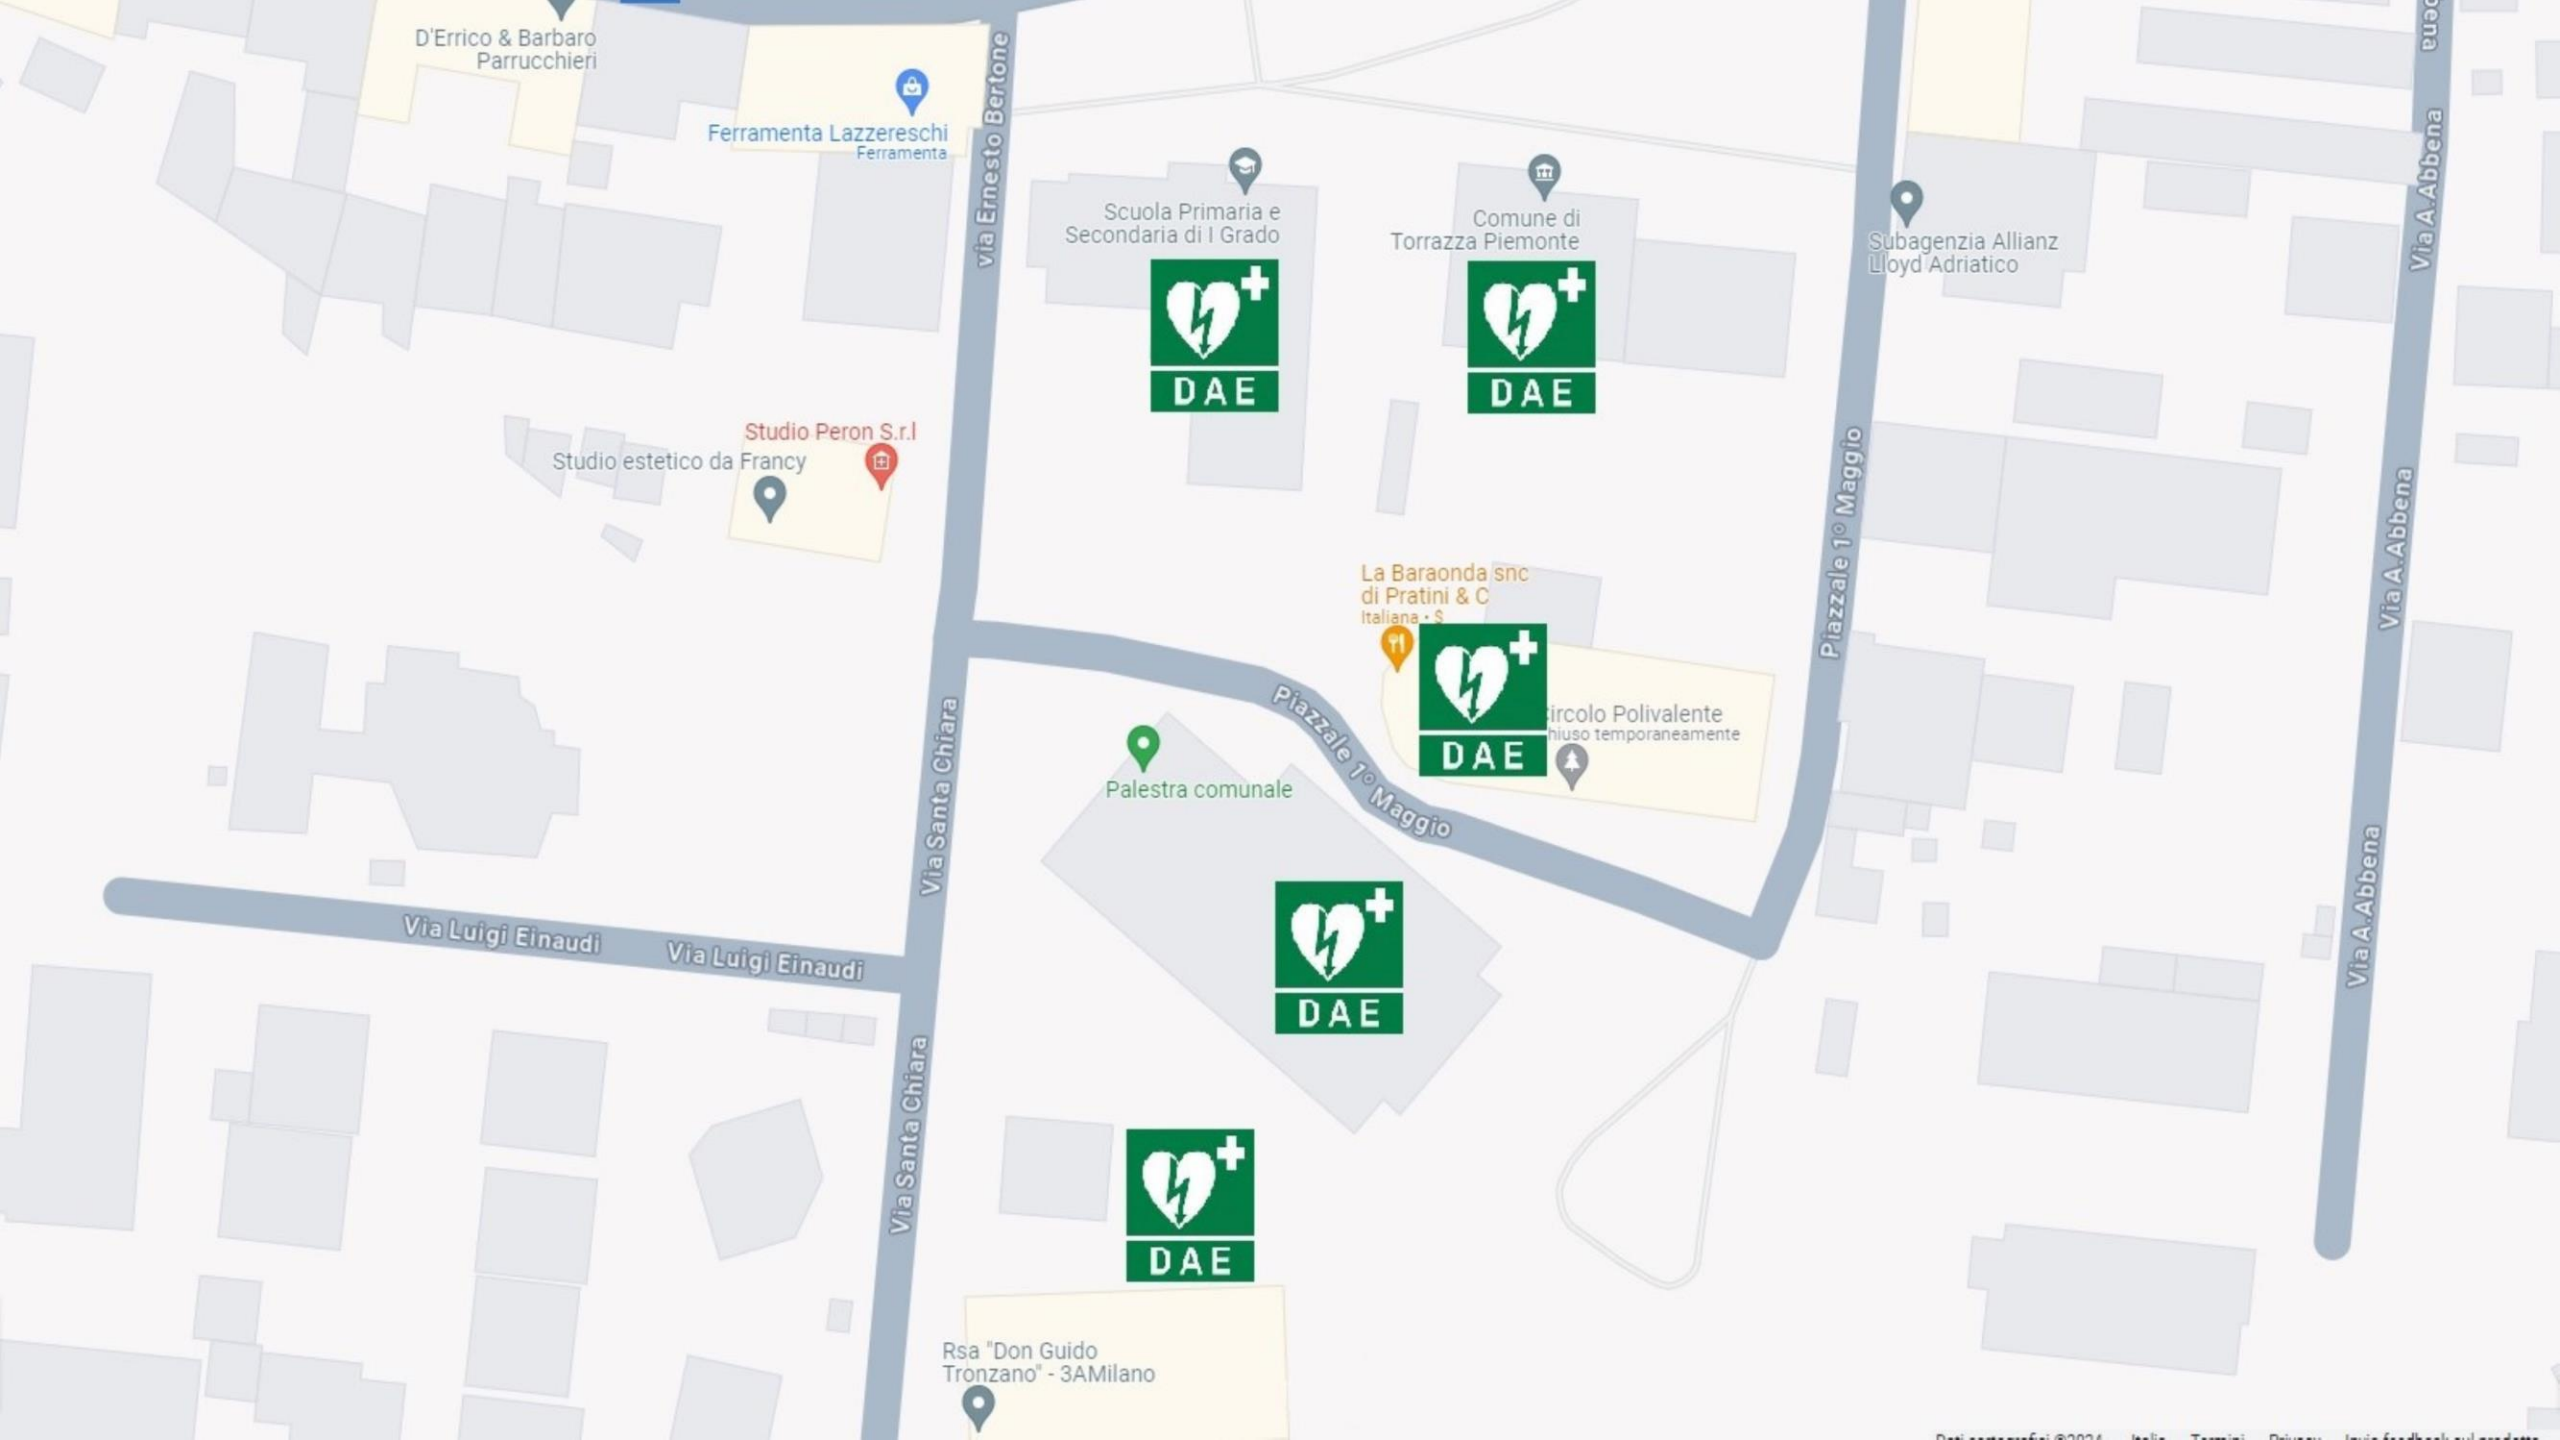 D'Errico & Barbaro
Parrucchieri
Ferramenta Lazzereschi
Ferramenta
via Ernesto Bertone
Scuola Primaria e
Secondaria di I Grado
DAE
Comune di
Torrazza Piemonte
DAE
Subagenzia Allianz
Lloyd Adriatico
Via A.Abbena
Studio Peron S.r.l
Studio estetico da Francy
Piazzale 1° Maggio
Via A.Abbena
La Baraonda snc
di Pratini & C
Italiana · $
DAE
ircolo Polivalente
hiuso temporaneamente
Piazzale 1° Maggio
Palestra comunale
Via Santa Chiara
Via A.Abbena
DAE
Via Luigi Einaudi
Via Luigi Einaudi
Via Santa Chiara
DAE
Rsa "Don Guido
Tronzano" - 3AMilano